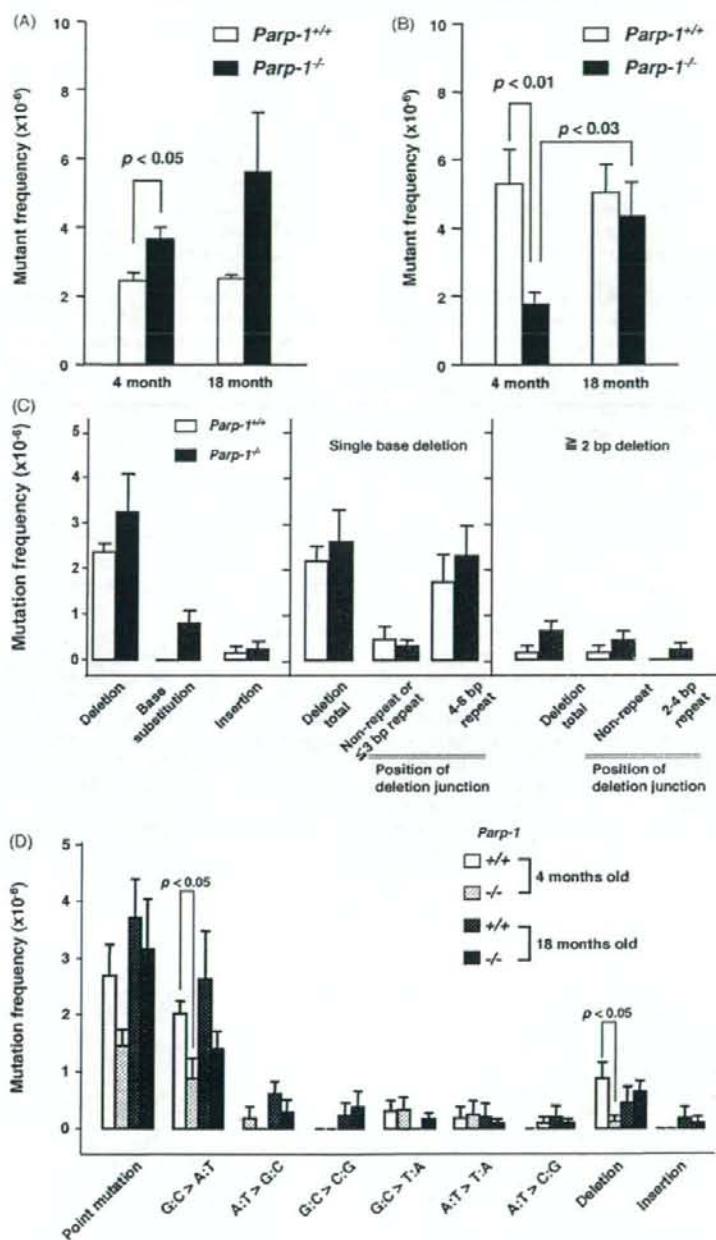 (A)
10
8
6
4
2
0
Mutant frequency (x10⁻⁶)
Parp-1⁺/⁺
Parp-1⁻/⁻
p < 0.05
4 month
18 month
(B)
10
8
6
4
2
0
Mutant frequency (x10⁻⁶)
Parp-1⁺/⁺
Parp-1⁻/⁻
p < 0.01
p < 0.03
4 month
18 month
(C)
5
4
3
2
1
0
Mutation frequency (x10⁻⁶)
Parp-1⁺/⁺
Parp-1⁻/⁻
Single base deletion
≧ 2 bp deletion
Deletion
Base substitution
Insertion
Deletion total
Non-repeat or ≦3 bp repeat
4-6 bp repeat
Position of deletion junction
Deletion total
Non-repeat
2-4 bp repeat
Position of deletion junction
(D)
5
4
3
2
1
0
Mutation frequency (x10⁻⁶)
Parp-1
+/+
-/-
4 months old
+/+
-/-
18 months old
p < 0.05
p < 0.05
Point mutation
G:C > A:T
A:T > G:C
G:C > C:G
G:C > T:A
A:T > T:A
A:T > C:G
Deletion
Insertion